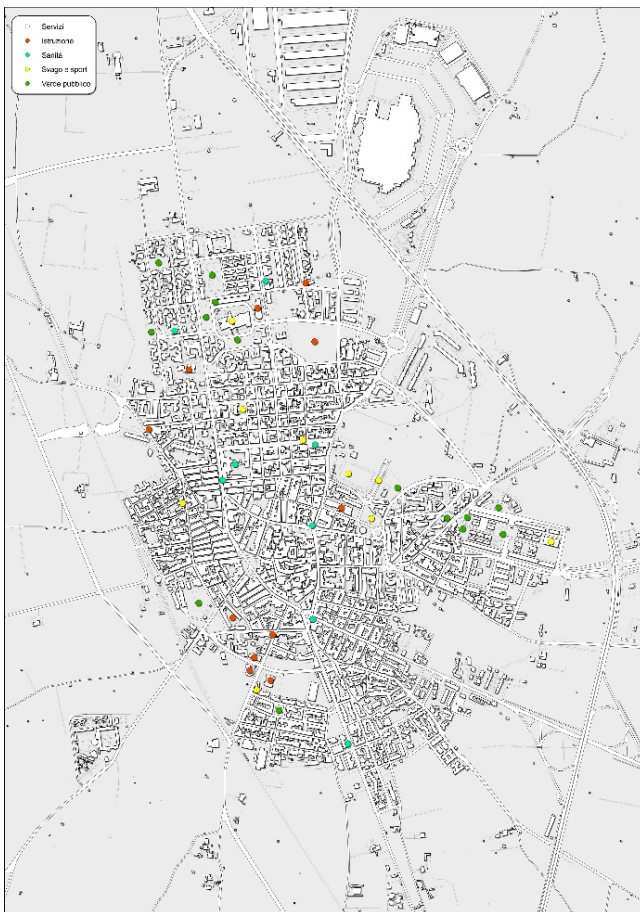 Servizi
Istruzione
Sanità
Svago e sport
Verde pubblico